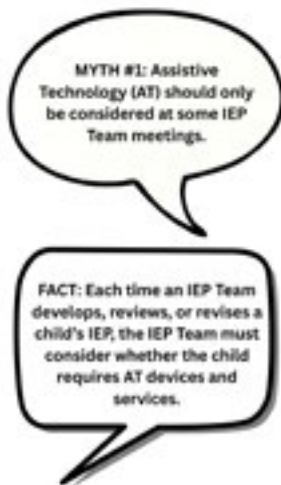 MYTH #1: Assistive
Technology (AT) should only
be considered at some IEP
Team meetings.
FACT: Each time an IEP Team
develops, reviews, or revises a
child's IEP, the IEP Team must
consider whether the child
requires AT devices and
services.